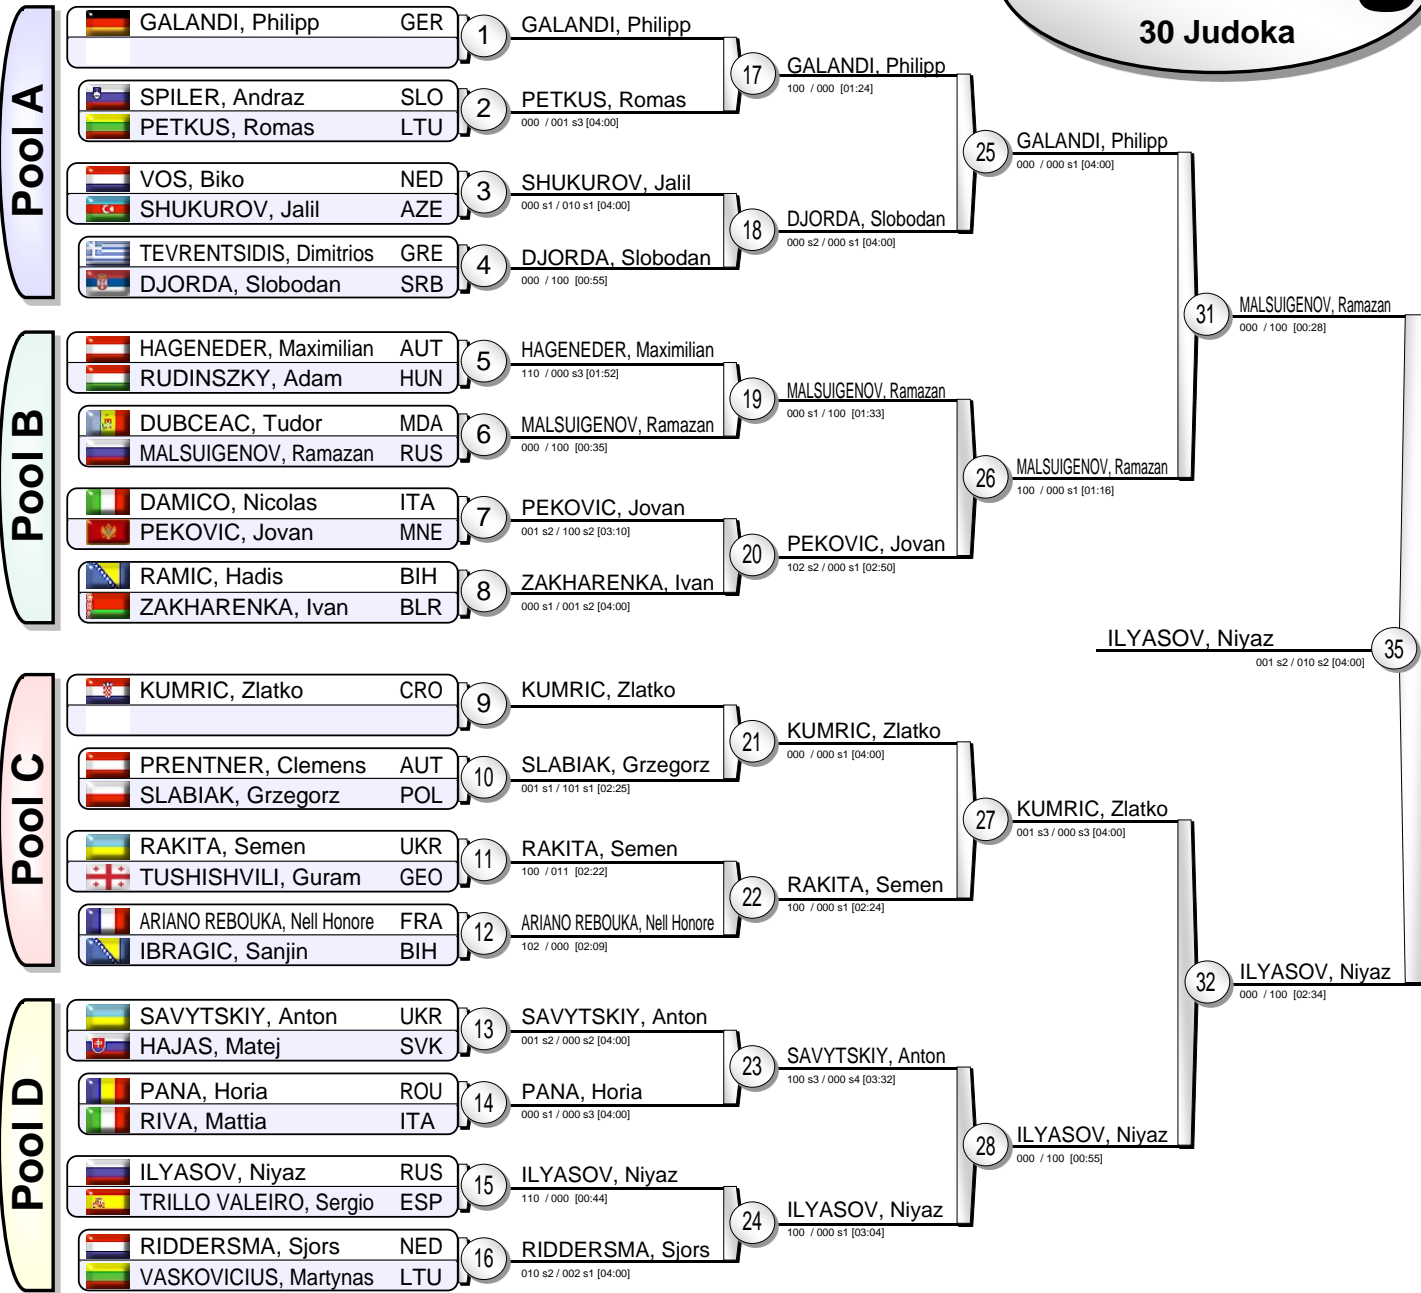 30 Judoka
Pool A
GALANDI, Philipp GER
1
SPILER, Andraz SLO
PETKUS, Romas LTU
2
VOS, Biko NED
SHUKUROV, Jalil AZE
3
TEVRENTSIDIS, Dimitrios GRE
DJORDA, Slobodan SRB
4
Pool B
HAGENEDER, Maximilian AUT
RUDINSZKY, Adam HUN
5
DUBCEAC, Tudor MDA
MALSUIGENOV, Ramazan RUS
6
DAMICO, Nicolas ITA
PEKOVIC, Jovan MNE
7
RAMIC, Hadis BIH
ZAKHARENKA, Ivan BLR
8
Pool C
KUMRIC, Zlatko CRO
9
PRENTNER, Clemens AUT
SLABIAK, Grzegorz POL
10
RAKITA, Semen UKR
TUSHISHVILI, Guram GEO
11
ARIANO REBOUKA, Nell Honore FRA
IBRAGIC, Sanjin BIH
12
Pool D
SAVYTSKIY, Anton UKR
HAJAS, Matej SVK
13
PANA, Horia ROU
RIVA, Mattia ITA
14
ILYASOV, Niyaz RUS
TRILLO VALEIRO, Sergio ESP
15
RIDDERSMA, Sjors NED
VASKOVICIUS, Martynas LTU
16
GALANDI, Philipp
PETKUS, Romas
000 / 001 s3 [04:00]
17
SHUKUROV, Jalil
000 s1 / 010 s1 [04:00]
DJORDA, Slobodan
000 / 100 [00:55]
18
HAGENEDER, Maximilian
110 / 000 s3 [01:52]
MALSUIGENOV, Ramazan
000 / 100 [00:35]
19
PEKOVIC, Jovan
001 s2 / 100 s2 [03:10]
ZAKHARENKA, Ivan
000 s1 / 001 s2 [04:00]
20
KUMRIC, Zlatko
SLABIAK, Grzegorz
001 s1 / 101 s1 [02:25]
21
RAKITA, Semen
100 / 011 [02:22]
ARIANO REBOUKA, Nell Honore
102 / 000 [02:09]
22
SAVYTSKIY, Anton
001 s2 / 000 s2 [04:00]
PANA, Horia
000 s1 / 000 s3 [04:00]
23
ILYASOV, Niyaz
110 / 000 [00:44]
RIDDERSMA, Sjors
010 s2 / 002 s1 [04:00]
24
GALANDI, Philipp
100 / 000 [01:24]
DJORDA, Slobodan
000 s2 / 000 s1 [04:00]
25
MALSUIGENOV, Ramazan
000 s1 / 100 [01:33]
PEKOVIC, Jovan
102 s2 / 000 s1 [02:50]
26
KUMRIC, Zlatko
000 / 000 s1 [04:00]
RAKITA, Semen
100 / 000 s1 [02:24]
27
SAVYTSKIY, Anton
100 s3 / 000 s4 [03:32]
ILYASOV, Niyaz
100 / 000 s1 [03:04]
28
GALANDI, Philipp
000 / 000 s1 [04:00]
MALSUIGENOV, Ramazan
100 / 000 s1 [01:16]
31
KUMRIC, Zlatko
001 s3 / 000 s3 [04:00]
ILYASOV, Niyaz
000 / 100 [00:55]
32
MALSUIGENOV, Ramazan
000 / 100 [00:28]
ILYASOV, Niyaz
000 / 100 [02:34]
ILYASOV, Niyaz
001 s2 / 010 s2 [04:00]
35